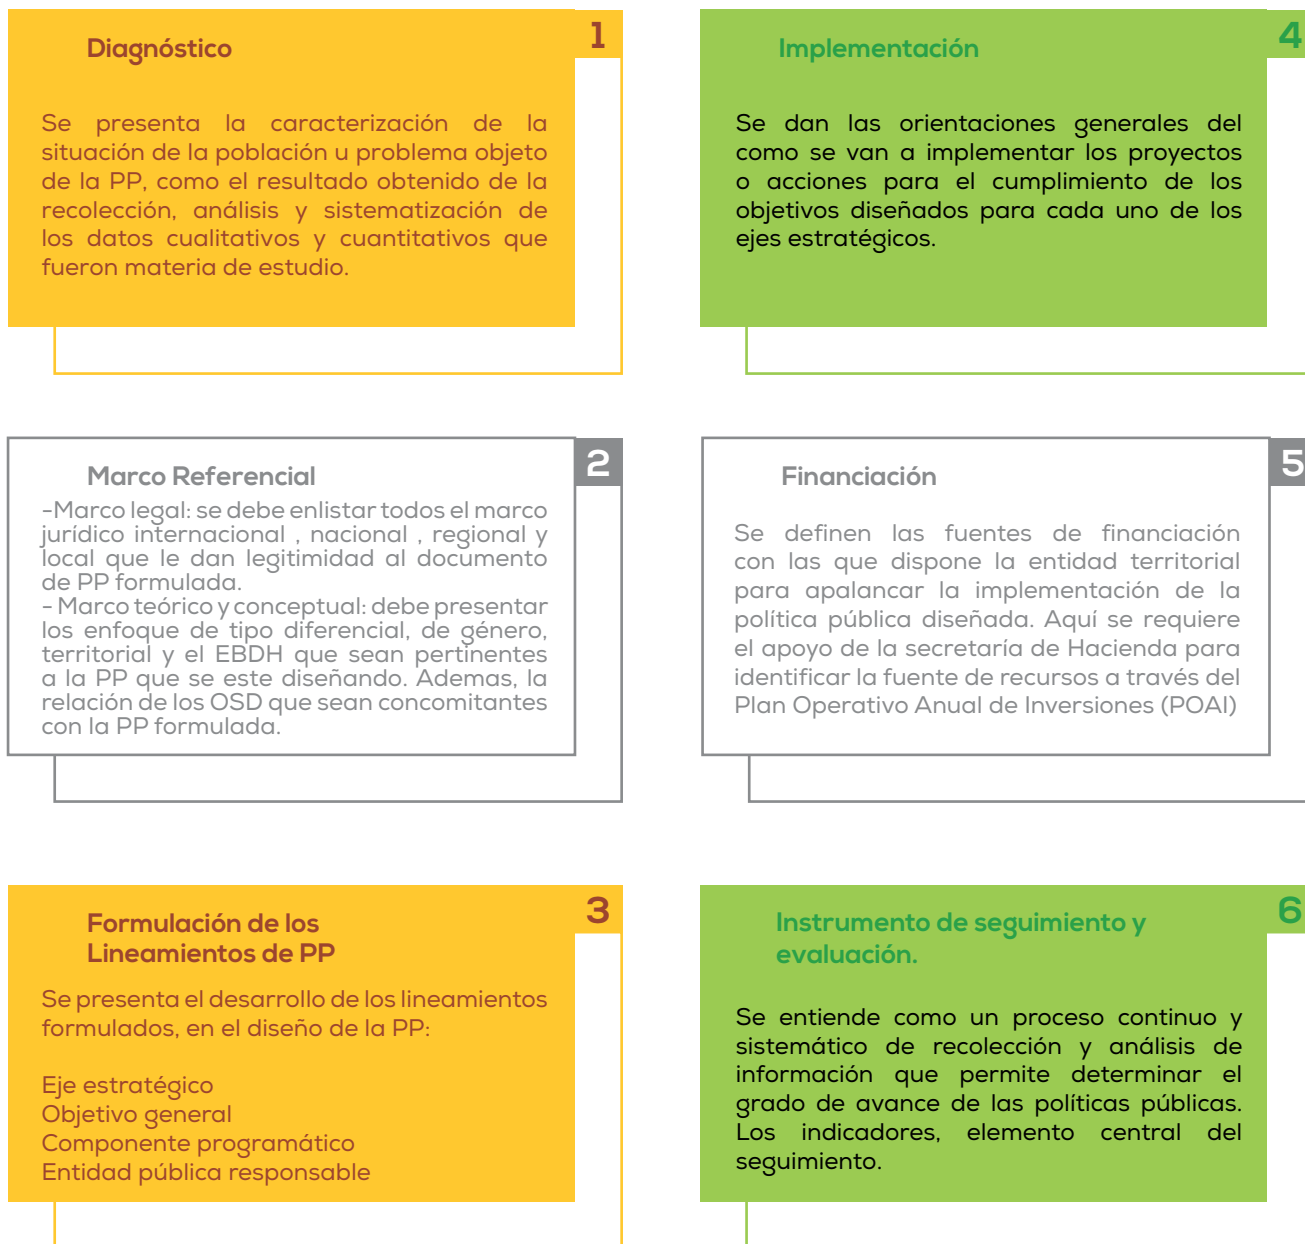 Diagnóstico
1
Se presenta la caracterización de la
situación de la población u problema objeto
de la PP, como el resultado obtenido de la
recolección, análisis y sistematización de
los datos cualitativos y cuantitativos que
fueron materia de estudio.
Marco Referencial
2
-Marco legal: se debe enlistar todos el marco
jurídico internacional , nacional , regional y
local que le dan legitimidad al documento
de PP formulada.
- Marco teórico y conceptual: debe presentar
los enfoque de tipo diferencial, de género,
territorial y el EBDH que sean pertinentes
a la PP que se este diseñando. Ademas, la
relación de los OSD que sean concomitantes
con la PP formulada.
Formulación de los
Lineamientos de PP
3
Se presenta el desarrollo de los lineamientos
formulados, en el diseño de la PP:
Eje estratégico
Objetivo general
Componente programático
Entidad pública responsable
Implementación
4
Se dan las orientaciones generales del
como se van a implementar los proyectos
o acciones para el cumplimiento de los
objetivos diseñados para cada uno de los
ejes estratégicos.
Financiación
5
Se definen las fuentes de financiación
con las que dispone la entidad territorial
para apalancar la implementación de la
política pública diseñada. Aquí se requiere
el apoyo de la secretaría de Hacienda para
identificar la fuente de recursos a través del
Plan Operativo Anual de Inversiones (POAI)
Instrumento de seguimiento y
evaluación.
6
Se entiende como un proceso continuo y
sistemático de recolección y análisis de
información que permite determinar el
grado de avance de las políticas públicas.
Los indicadores, elemento central del
seguimiento.